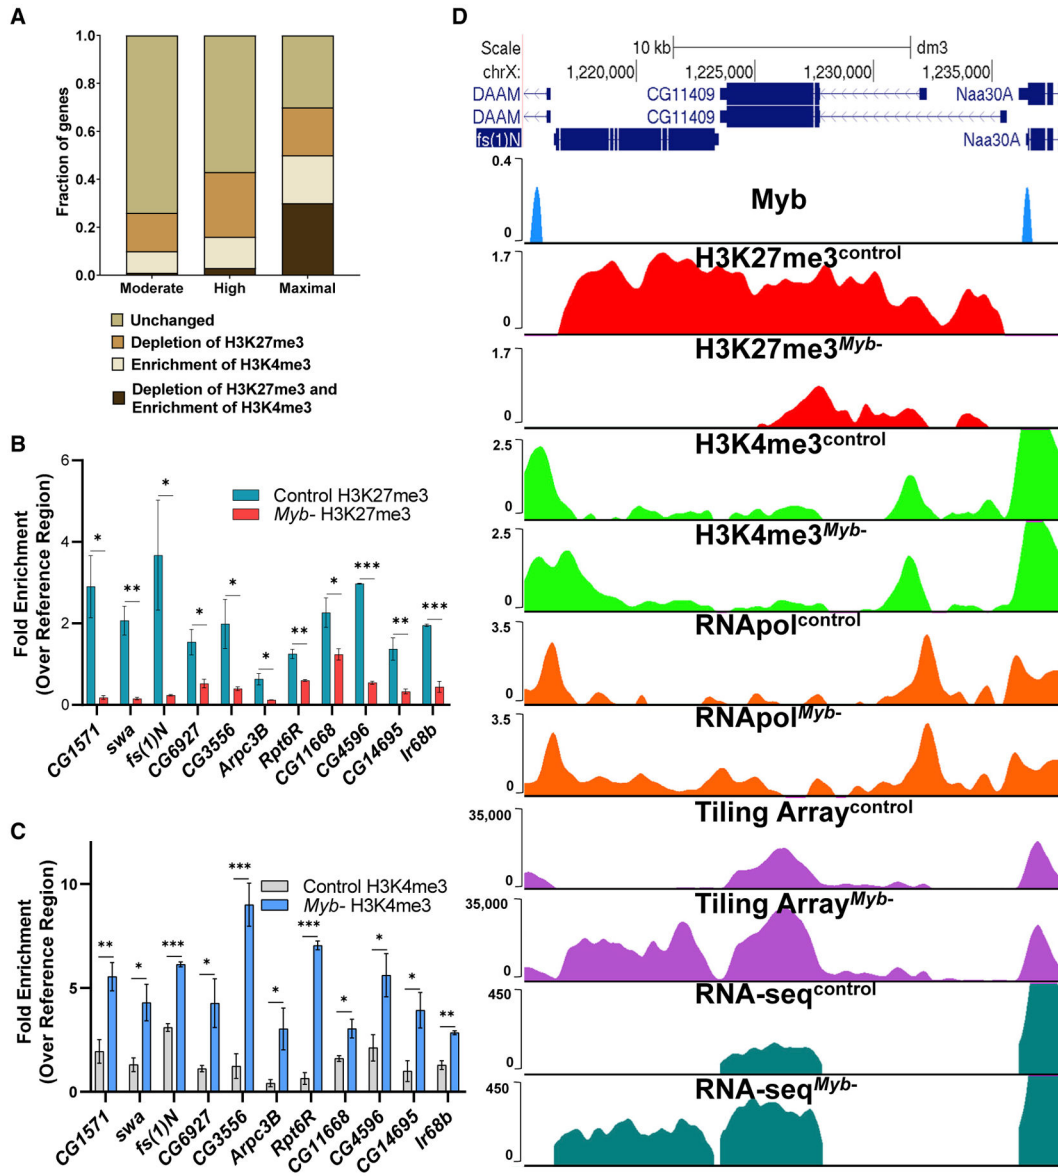 A
Fraction of genes
1.0
0.8
0.6
0.4
0.2
0.0
Moderate
High
Maximal
Unchanged
Depletion of H3K27me3
Enrichment of H3K4me3
Depletion of H3K27me3 and
Enrichment of H3K4me3
B
Fold Enrichment
(Over Reference Region)
6
4
2
0
Control H3K27me3
Myb- H3K27me3
* ** * * * * ** * *** ** ***
CG1571
swa
fs(1)N
CG6927
CG3556
Arpc3B
Rpt6R
CG11668
CG4596
CG14695
Ir68b
C
Fold Enrichment
(Over Reference Region)
10
5
0
Control H3K4me3
Myb- H3K4me3
** * *** * *** * *** * * * **
CG1571
swa
fs(1)N
CG6927
CG3556
Arpc3B
Rpt6R
CG11668
CG4596
CG14695
Ir68b
D
Scale 10 kb dm3
chrX: 1,220,000 1,225,000 1,230,000 1,235,000
DAAM CG11409 Naa30A
DAAM CG11409
fs(1)N Naa30A
0.4
Myb
0
1.7
H3K27me3control
0
1.7
H3K27me3Myb-
0
2.5
H3K4me3control
0
2.5
H3K4me3Myb-
0
3.5
RNApolcontrol
0
3.5
RNApolMyb-
0
35,000
Tiling Arraycontrol
0
35,000
Tiling ArrayMyb-
0
450
RNA-seqcontrol
0
450
RNA-seqMyb-
0